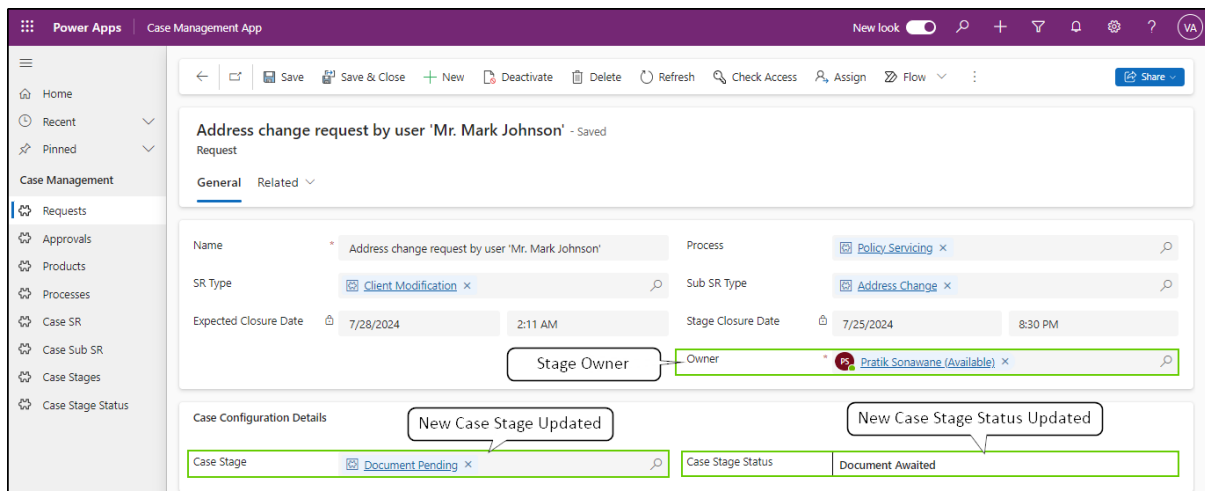 Power Apps Case Management App New look ? VA
Save Save & Close New Deactivate Delete Refresh Check Access Assign Flow Share
Home
Recent
Pinned
Case Management
Requests
Approvals
Products
Processes
Case SR
Case Sub SR
Case Stages
Case Stage Status
Address change request by user 'Mr. Mark Johnson' - Saved
Request
General Related
Name * Address change request by user 'Mr. Mark Johnson' Process Policy Servicing
SR Type Client Modification Sub SR Type Address Change
Expected Closure Date 7/28/2024 2:11 AM Stage Closure Date 7/25/2024 8:30 PM
Stage Owner Owner * PS Pratik Sonawane (Available)
Case Configuration Details New Case Stage Updated New Case Stage Status Updated
Case Stage Document Pending Case Stage Status Document Awaited